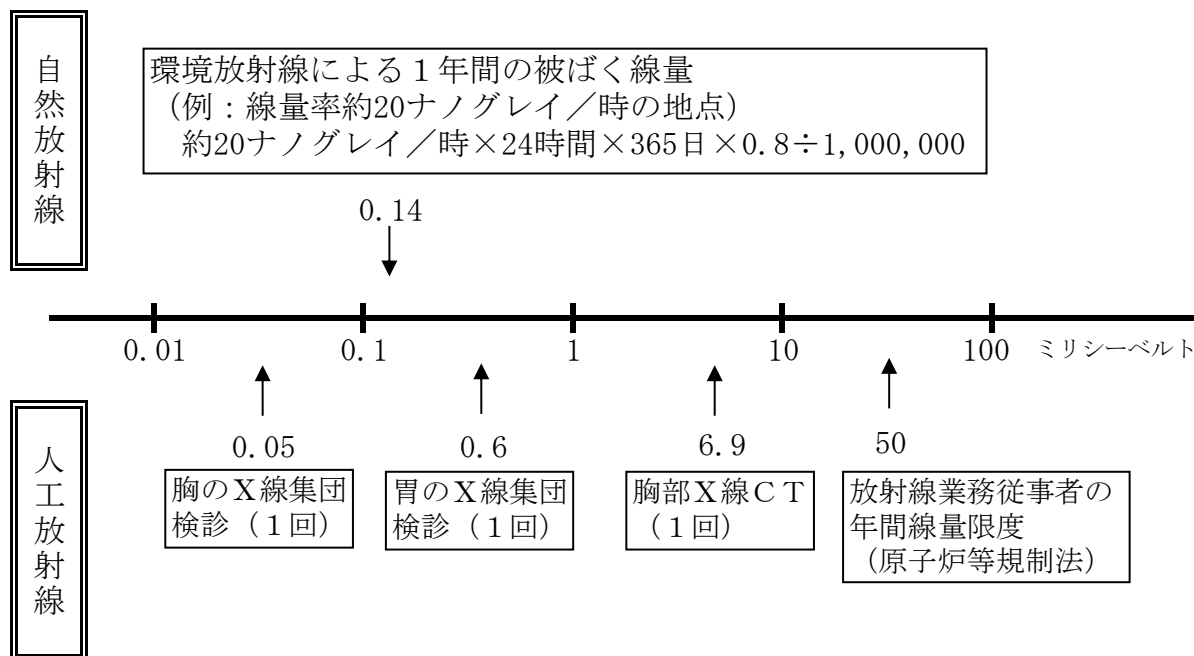 自然放射線
環境放射線による１年間の被ばく線量
（例：線量率約20ナノグレイ／時の地点）
約20ナノグレイ／時×24時間×365日×0.8÷1,000,000
0.14
0.01 0.1 1 10 100 ミリシーベルト
人工放射線
0.05
胸のＸ線集団
検診（１回）
0.6
胃のＸ線集団
検診（１回）
6.9
胸部Ｘ線ＣＴ
（１回）
50
放射線業務従事者の
年間線量限度
（原子炉等規制法）